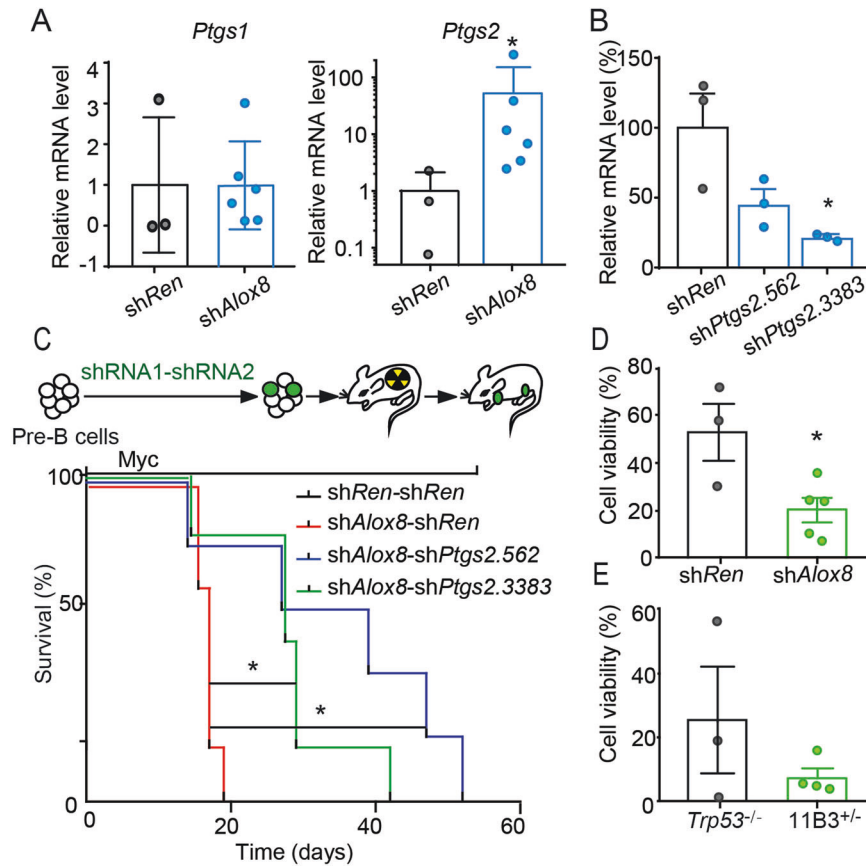 A
Ptgs1
Relative mRNA level
4
3
2
1
0
-1
shRen
shAlox8
Ptgs2
*
Relative mRNA level
100
10
1
0.1
shRen
shAlox8
B
Relative mRNA level (%)
150
100
50
0
*
shRen
shPtgs2.562
shPtgs2.3383
C
shRNA1-shRNA2
Pre-B cells
Myc
Survival (%)
100
50
0
shRen-shRen
shAlox8-shRen
shAlox8-shPtgs2.562
shAlox8-shPtgs2.3383
*
*
20
40
60
Time (days)
D
Cell viability (%)
80
60
40
20
0
*
shRen
shAlox8
E
Cell viability (%)
60
40
20
0
Trp53-/-
11B3+/-